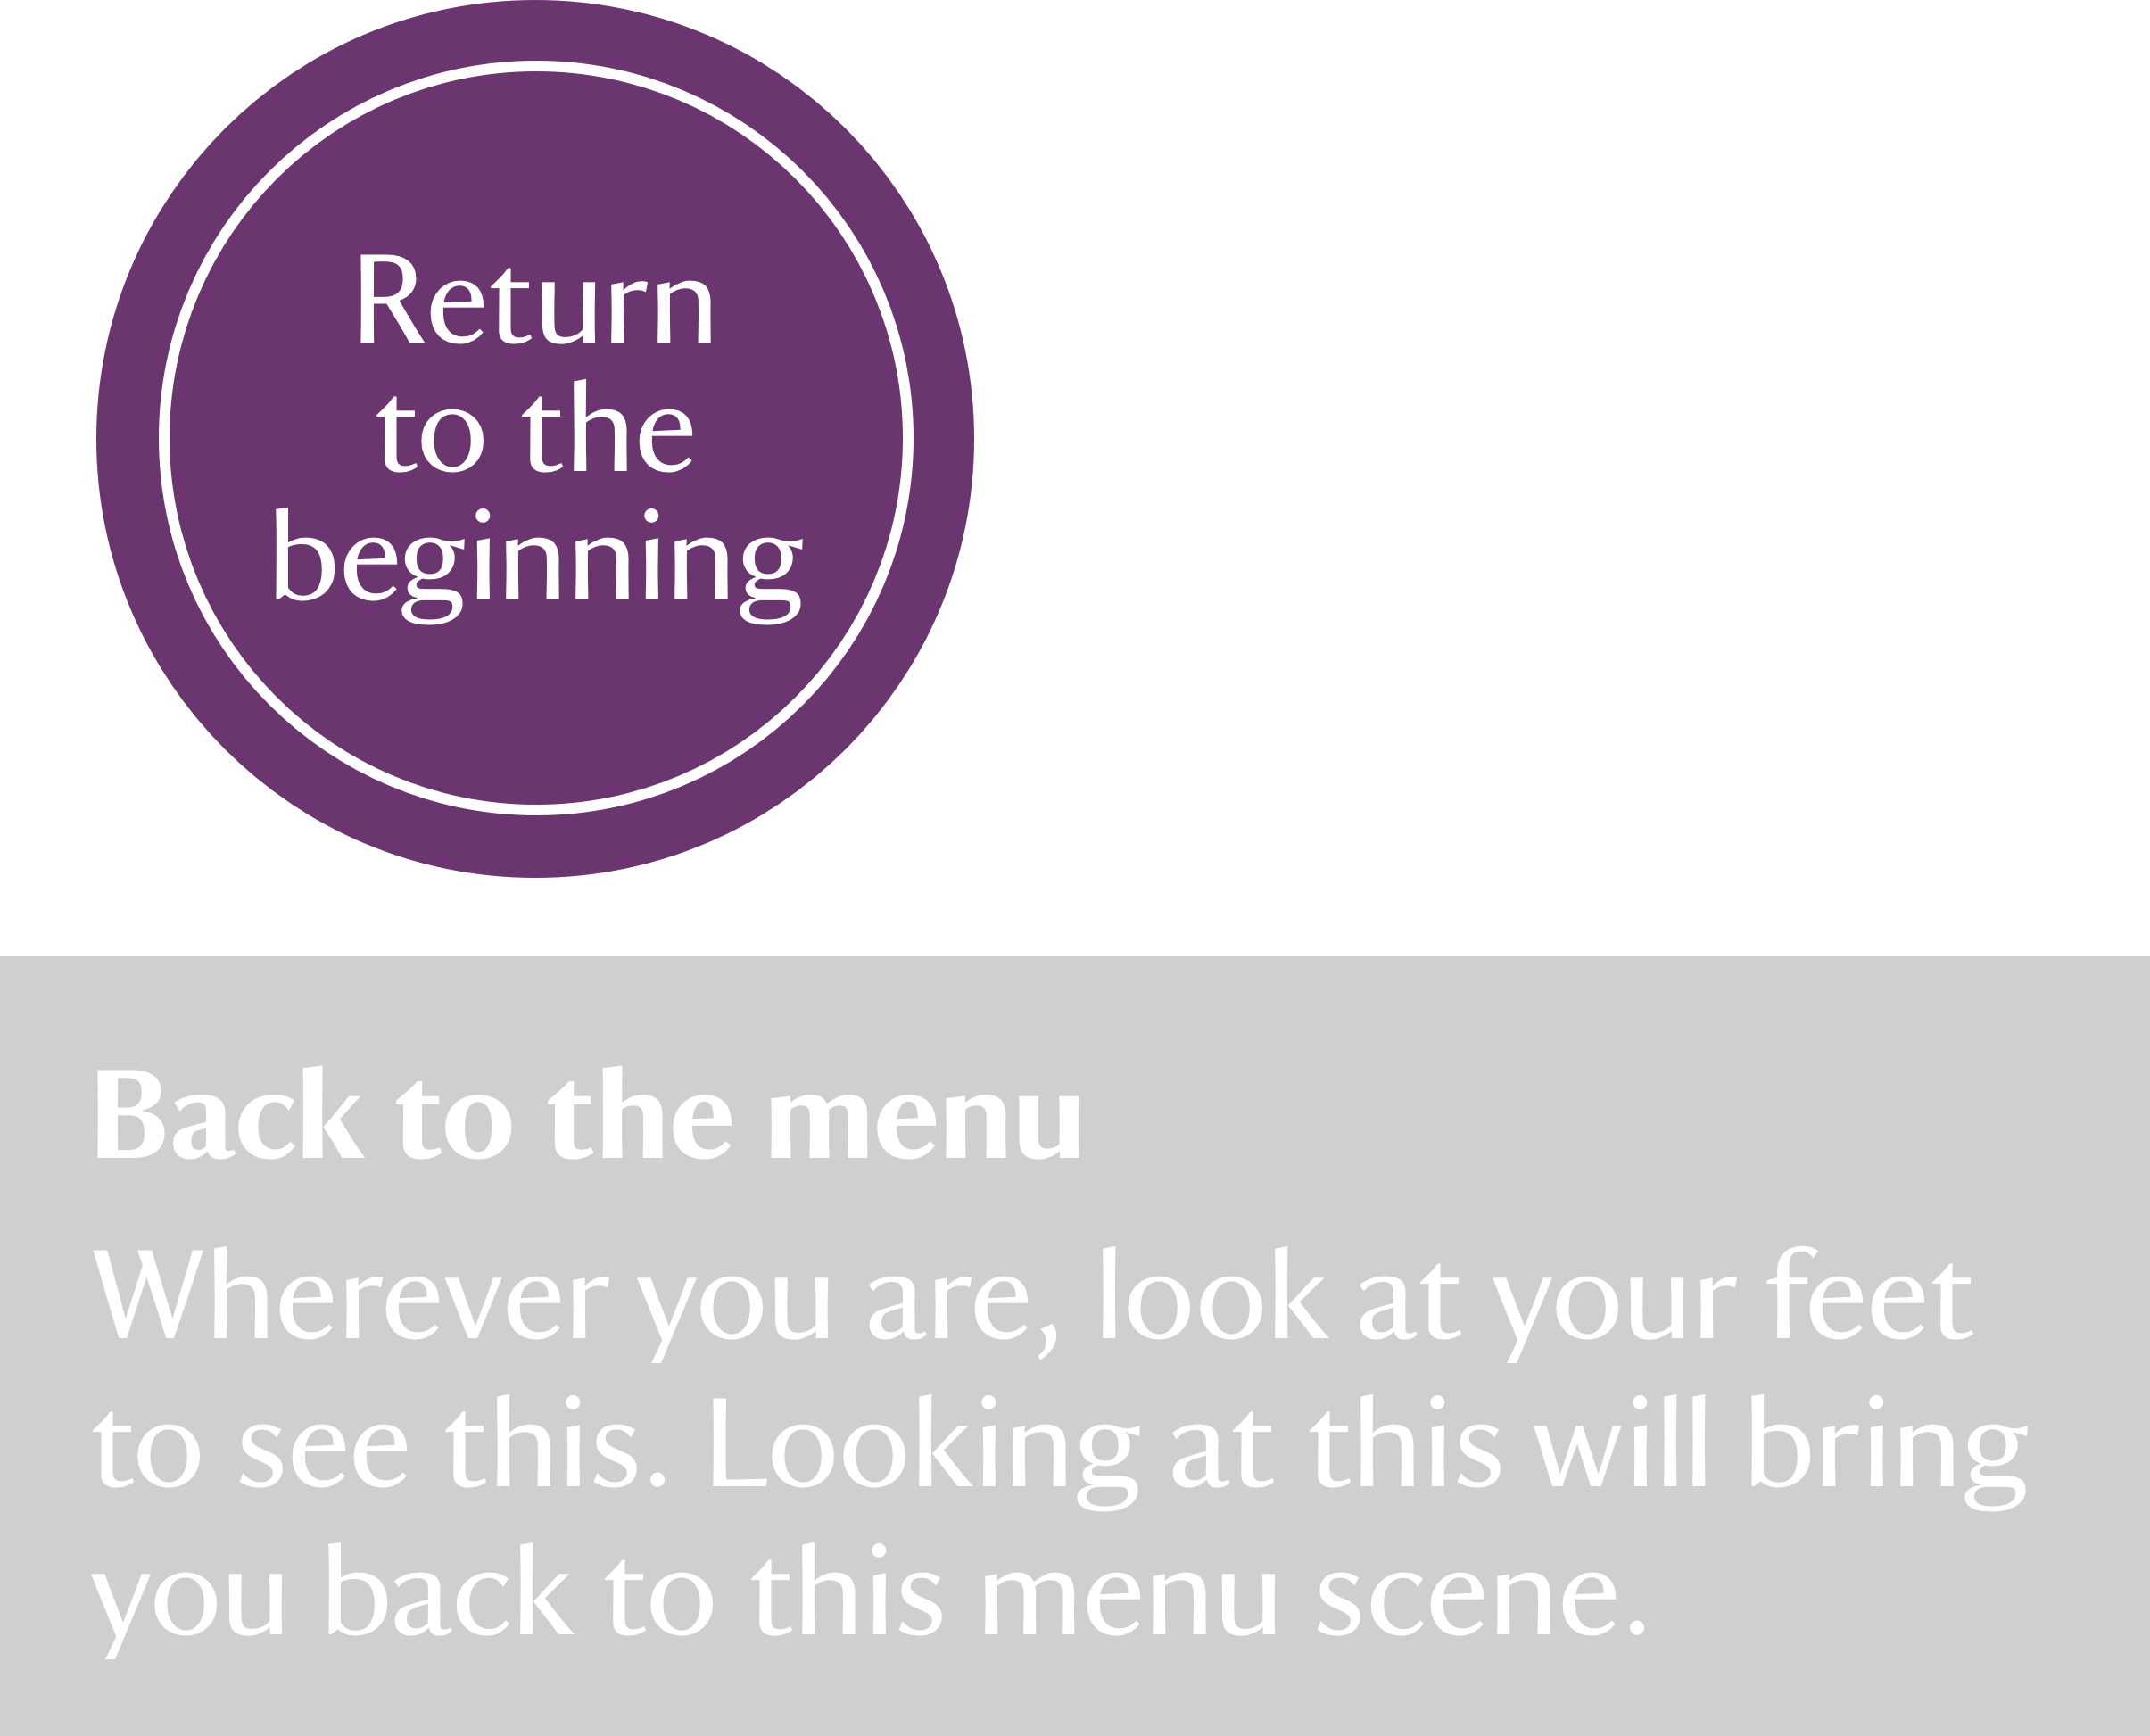 Return
to the
beginning
Back to the menu
Wherever you are, look at your feet
to see this. Looking at this will bring
you back to this menu scene.